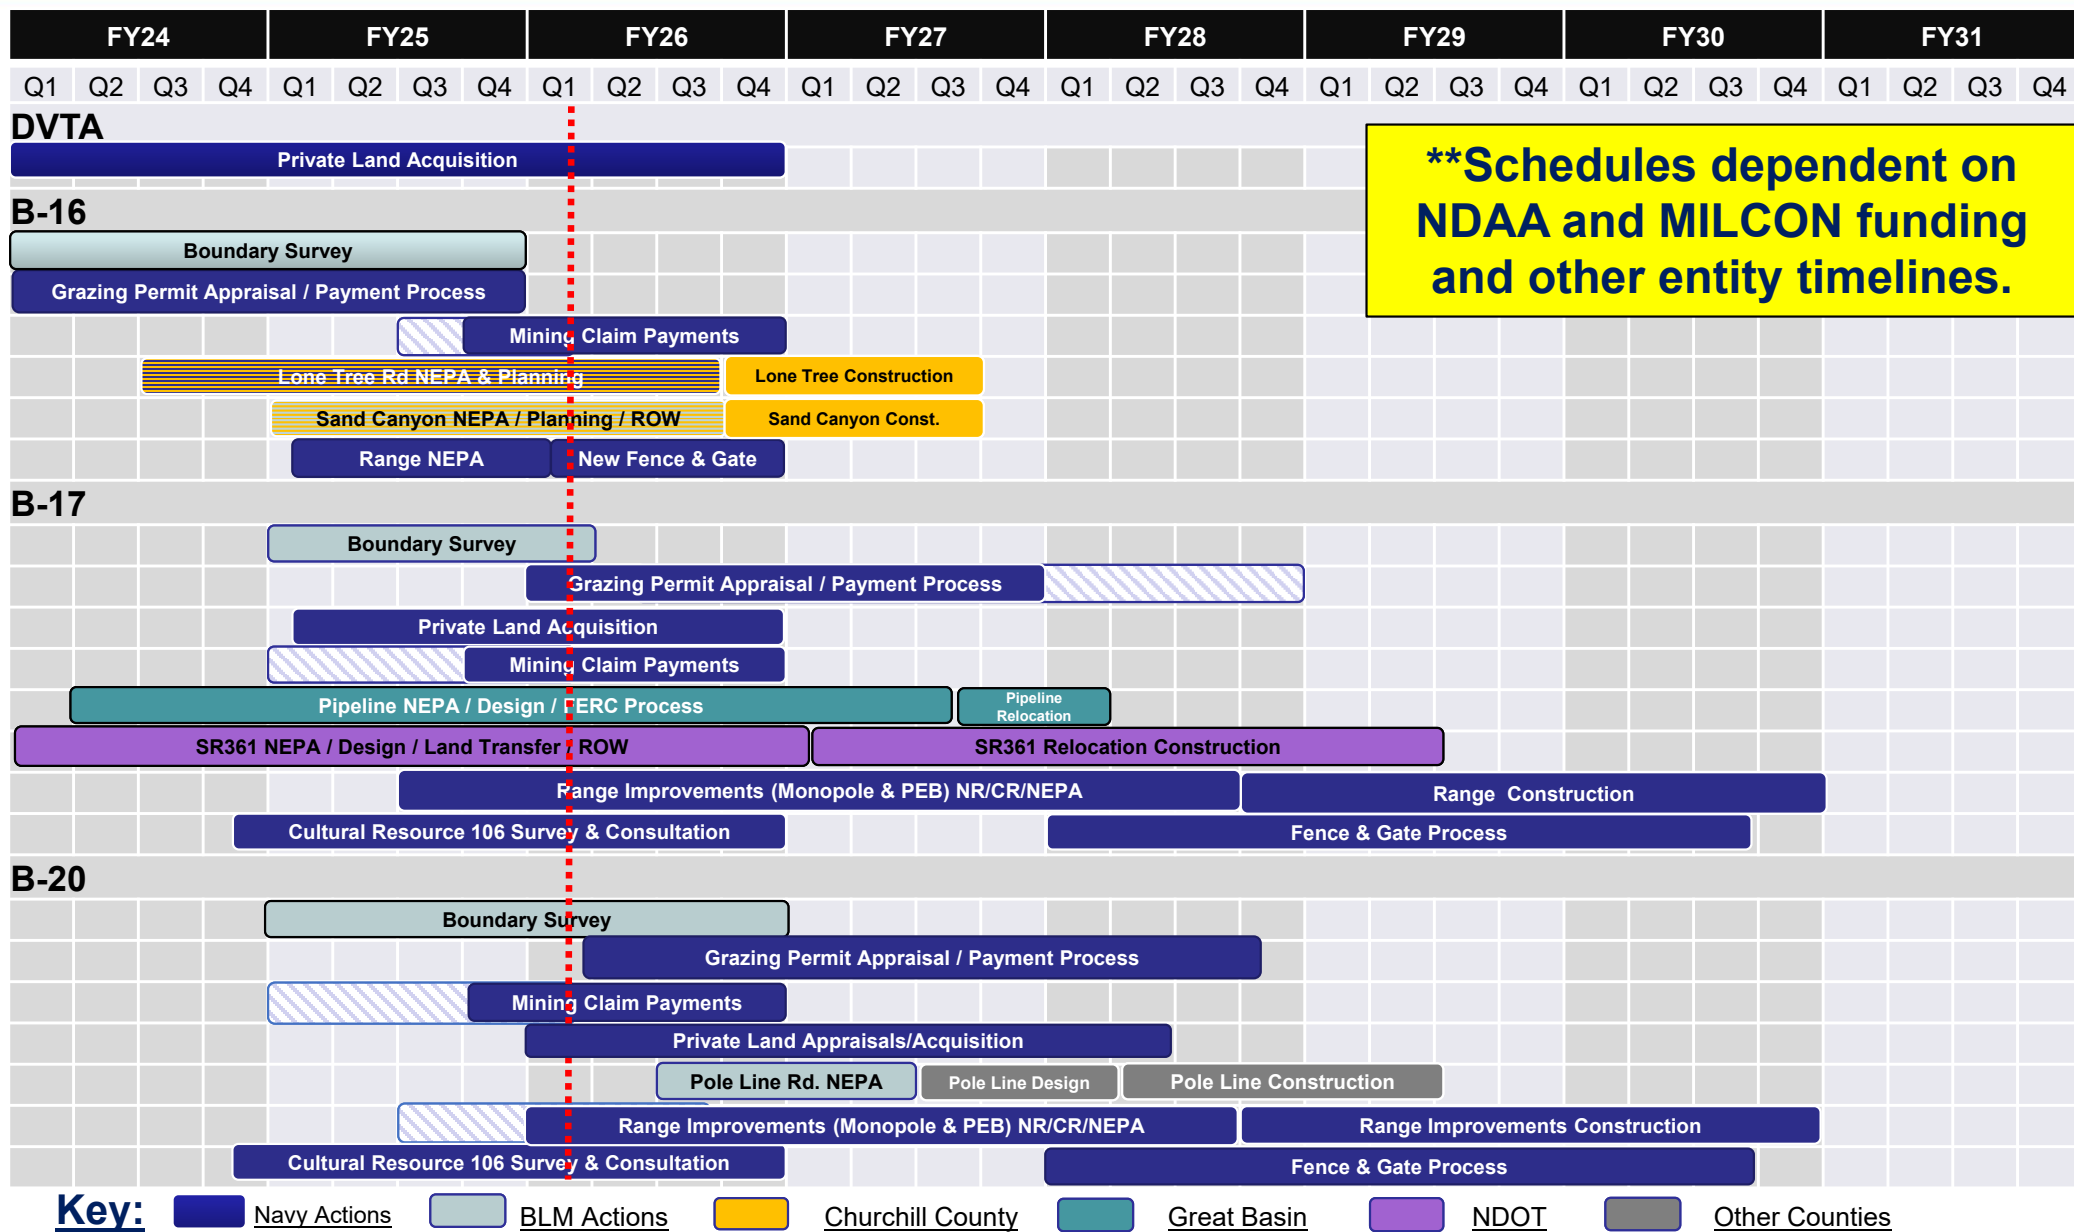 FY24 FY25 FY26 FY27 FY28 FY29 FY30 FY31
Q1 Q2 Q3 Q4 Q1 Q2 Q3 Q4 Q1 Q2 Q3 Q4 Q1 Q2 Q3 Q4 Q1 Q2 Q3 Q4 Q1 Q2 Q3 Q4 Q1 Q2 Q3 Q4 Q1 Q2 Q3 Q4
DVTA
Private Land Acquisition
**Schedules dependent on
NDAA and MILCON funding
and other entity timelines.
B-16
Boundary Survey
Grazing Permit Appraisal / Payment Process
Mining Claim Payments
Lone Tree Rd NEPA & Planning Lone Tree Construction
Sand Canyon NEPA / Planning / ROW Sand Canyon Const.
Range NEPA New Fence & Gate
B-17
Boundary Survey
Grazing Permit Appraisal / Payment Process
Private Land Acquisition
Mining Claim Payments
Pipeline NEPA / Design / FERC Process
Pipeline
Relocation
SR361 NEPA / Design / Land Transfer / ROW SR361 Relocation Construction
Range Improvements (Monopole & PEB) NR/CR/NEPA Range Construction
Cultural Resource 106 Survey & Consultation Fence & Gate Process
B-20
Boundary Survey
Grazing Permit Appraisal / Payment Process
Mining Claim Payments
Private Land Appraisals/Acquisition
Pole Line Rd. NEPA Pole Line Design Pole Line Construction
Range Improvements (Monopole & PEB) NR/CR/NEPA Range Improvements Construction
Cultural Resource 106 Survey & Consultation Fence & Gate Process
Key: Navy Actions BLM Actions Churchill County Great Basin NDOT Other Counties